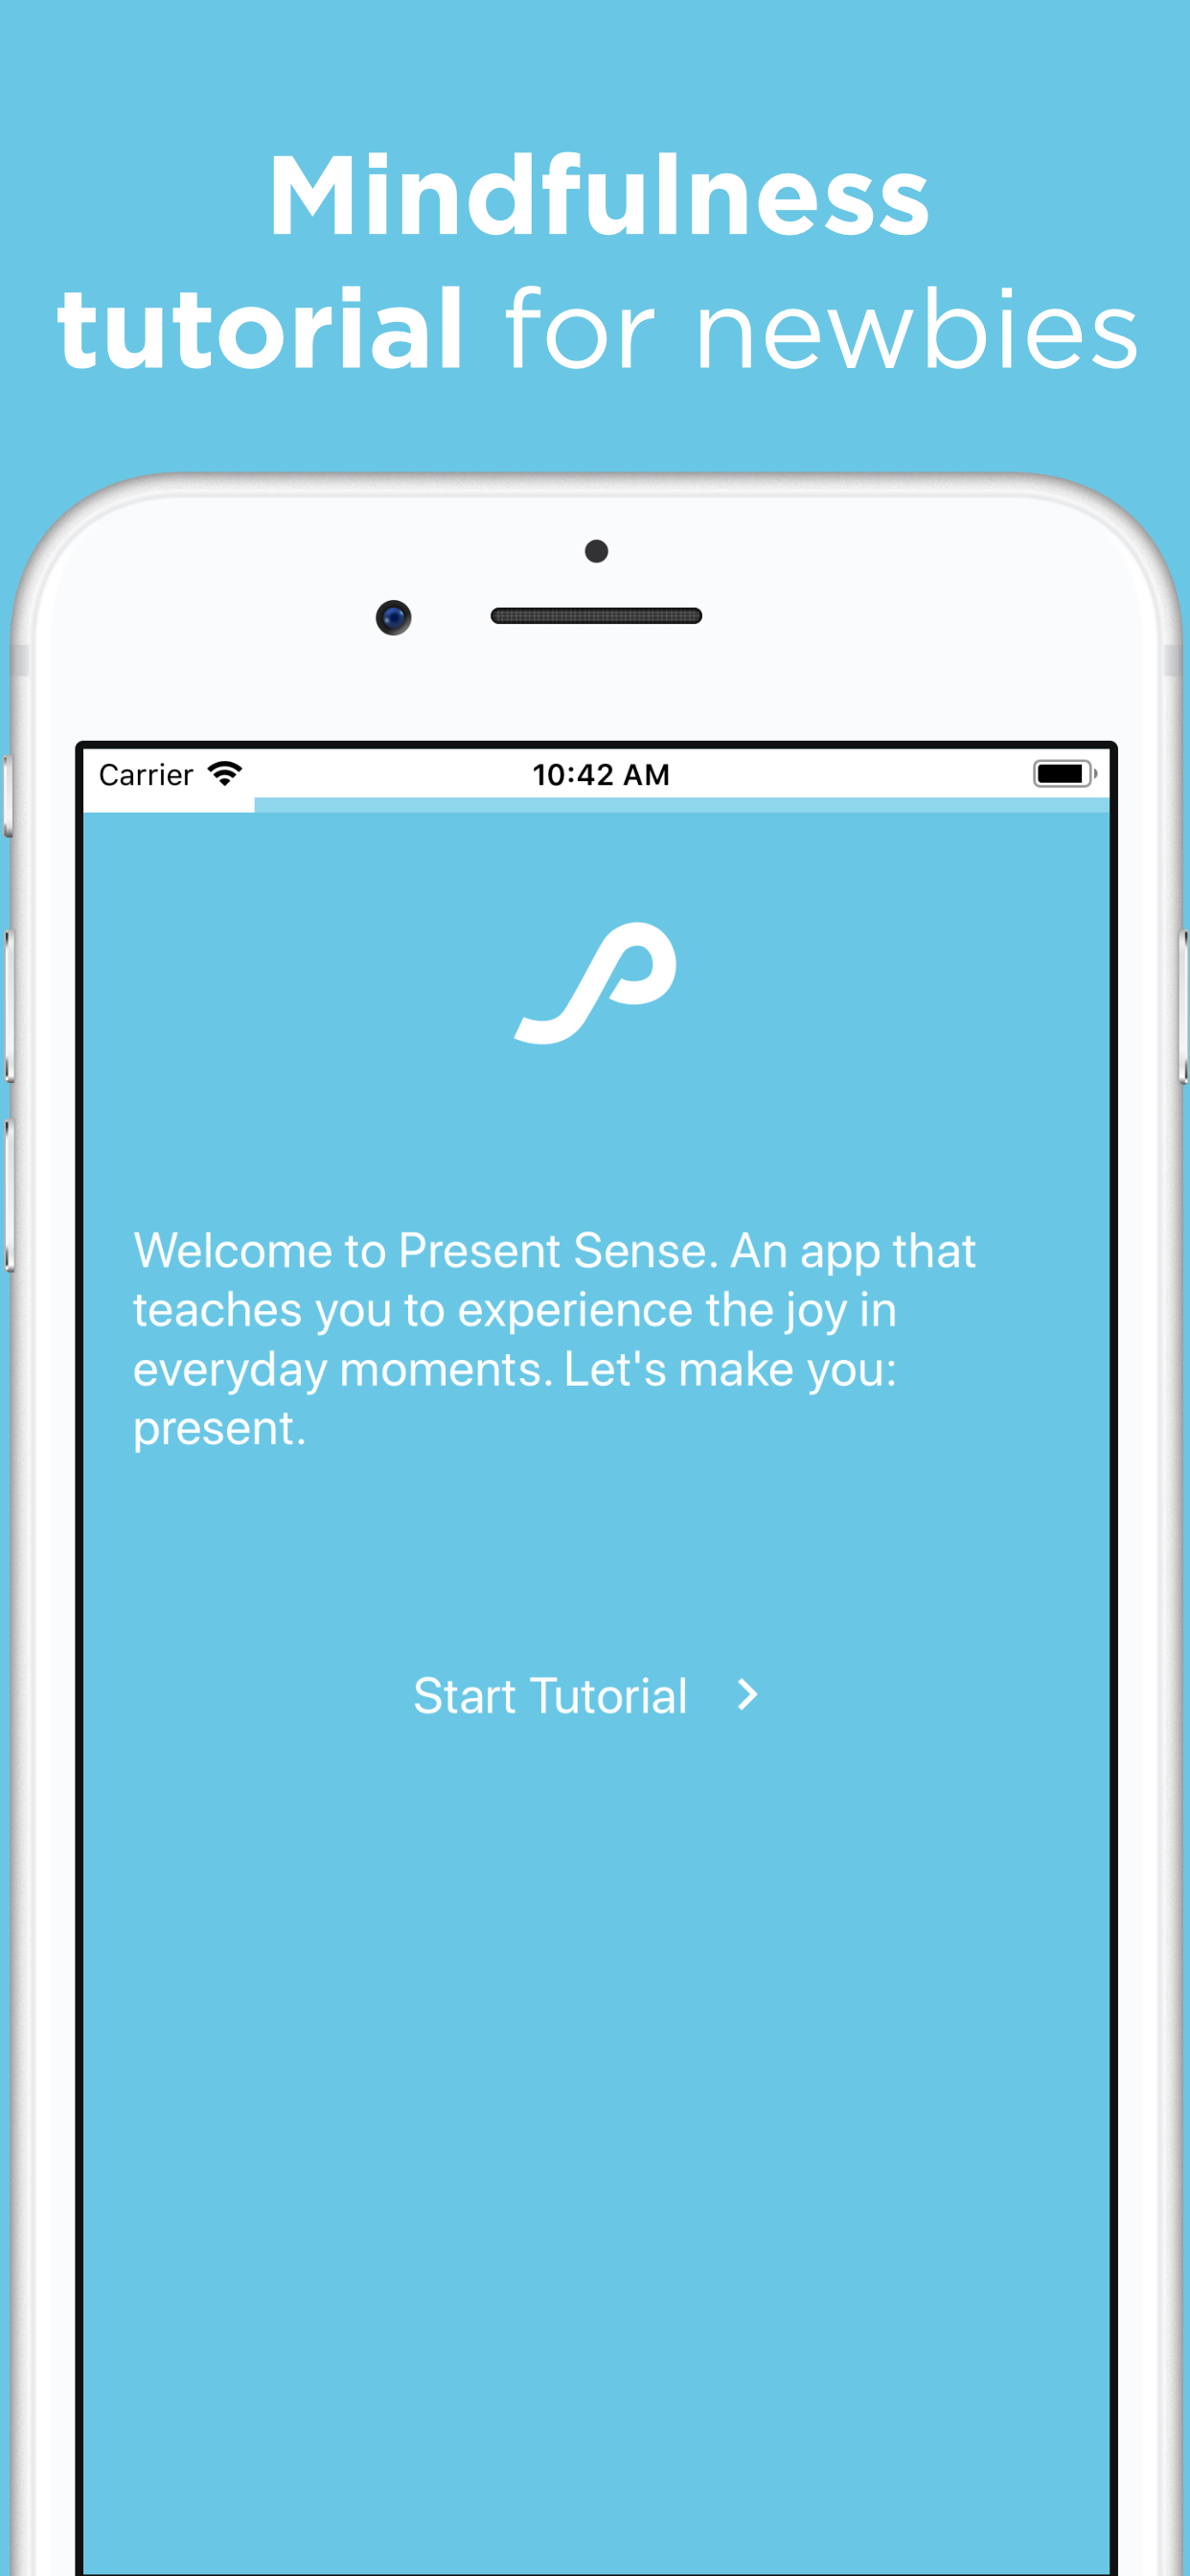 Mindfulness
tutorial for newbies
Carrier
10:42 AM
Welcome to Present Sense. An app that
teaches you to experience the joy in
everyday moments. Let's make you:
present.
Start Tutorial